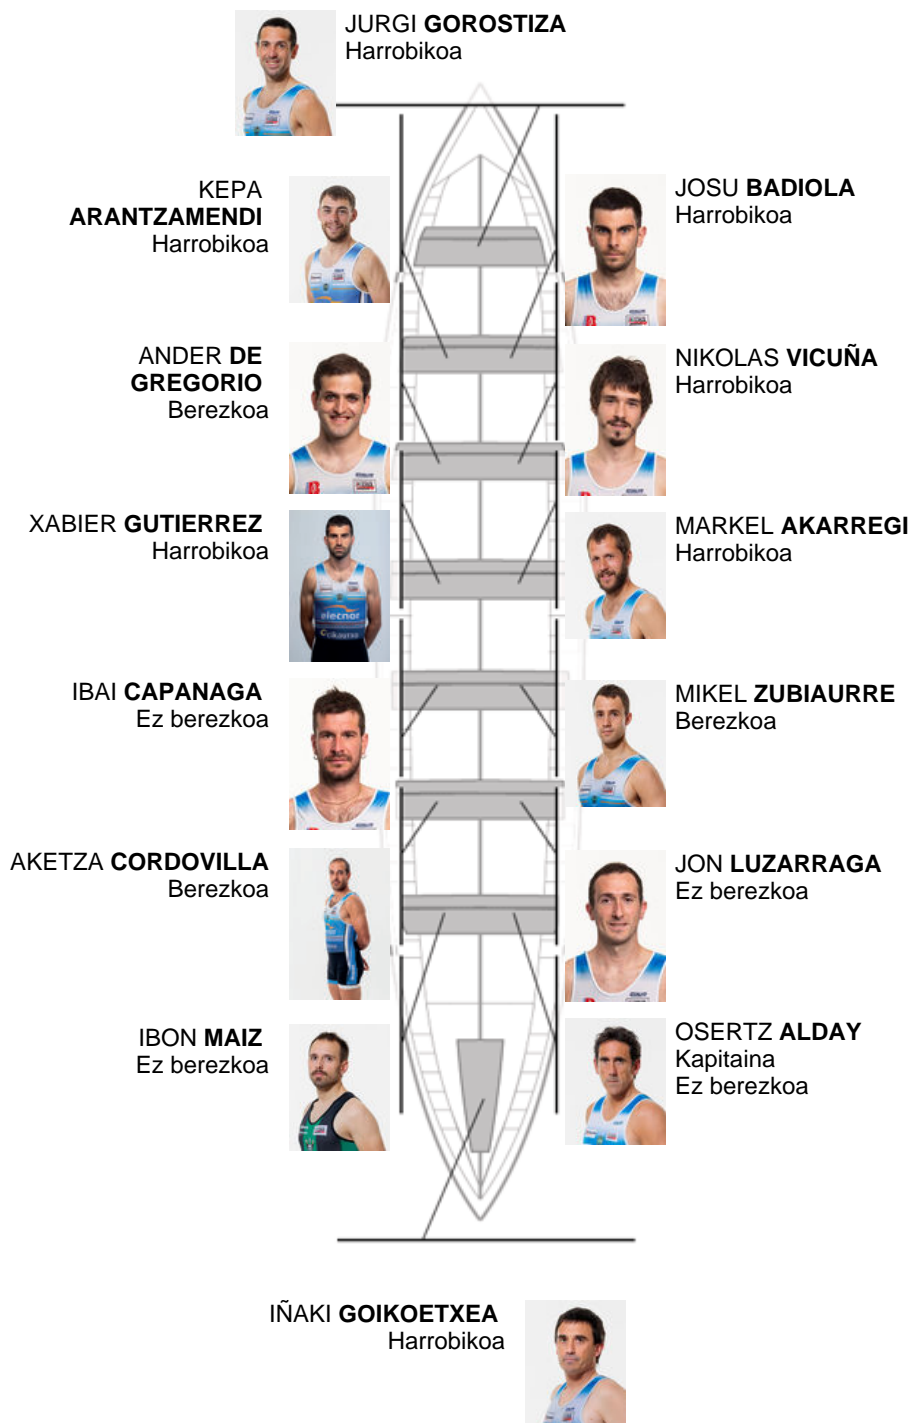 JURGI GOROSTIZA
Harrobikoa
KEPA
ARANTZAMENDI
Harrobikoa
JOSU BADIOLA
Harrobikoa
ANDER DE
GREGORIO
Berezkoa
NIKOLAS VICUÑA
Harrobikoa
XABIER GUTIERREZ
Harrobikoa
elecnor
cikautxo
MARKEL AKARREGI
Harrobikoa
IBAI CAPANAGA
Ez berezkoa
MIKEL ZUBIAURRE
Berezkoa
AKETZA CORDOVILLA
Berezkoa
JON LUZARRAGA
Ez berezkoa
IBON MAIZ
Ez berezkoa
OSERTZ ALDAY
Kapitaina
Ez berezkoa
IÑAKI GOIKOETXEA
Harrobikoa